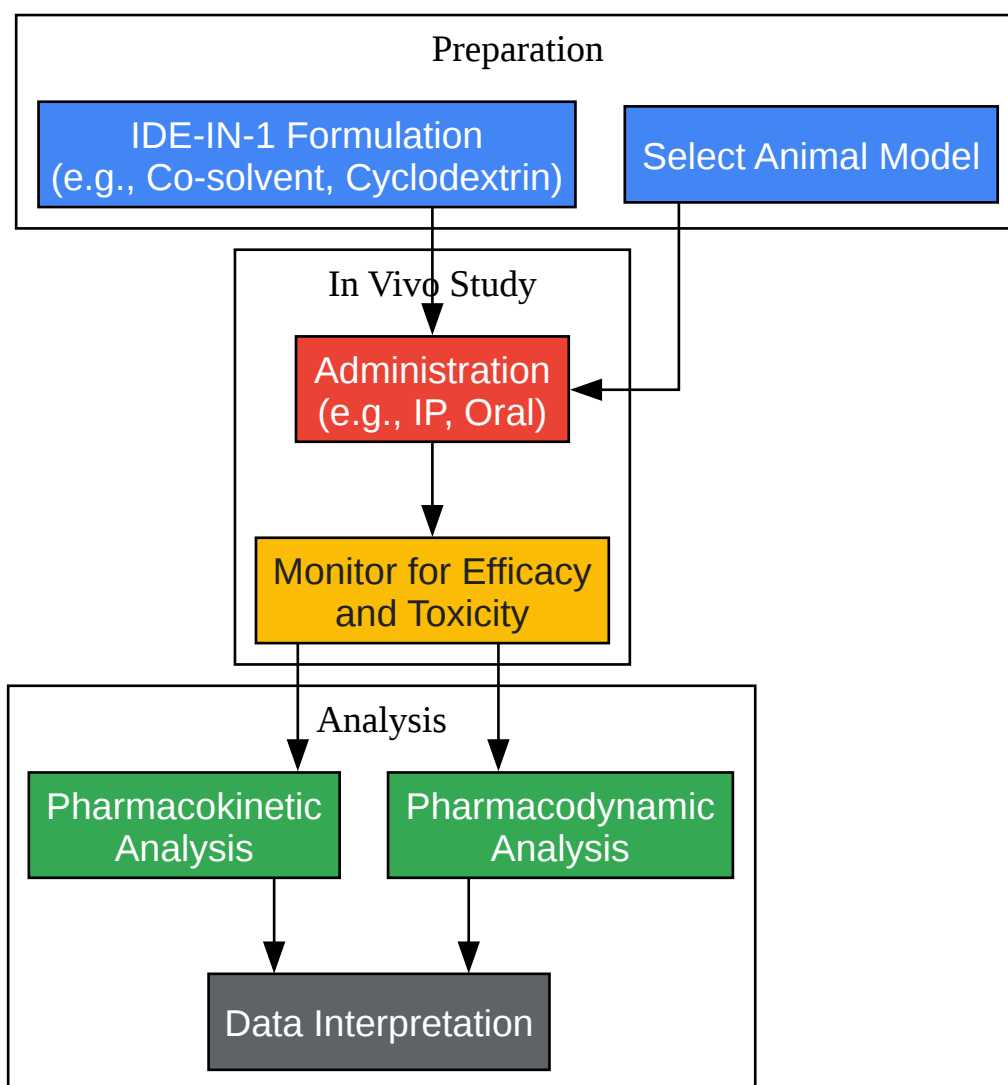 Preparation
IDE-IN-1 Formulation
(e.g., Co-solvent, Cyclodextrin)
Select Animal Model
In Vivo Study
Administration
(e.g., IP, Oral)
Monitor for Efficacy
and Toxicity
Analysis
Pharmacokinetic
Analysis
Pharmacodynamic
Analysis
Data Interpretation